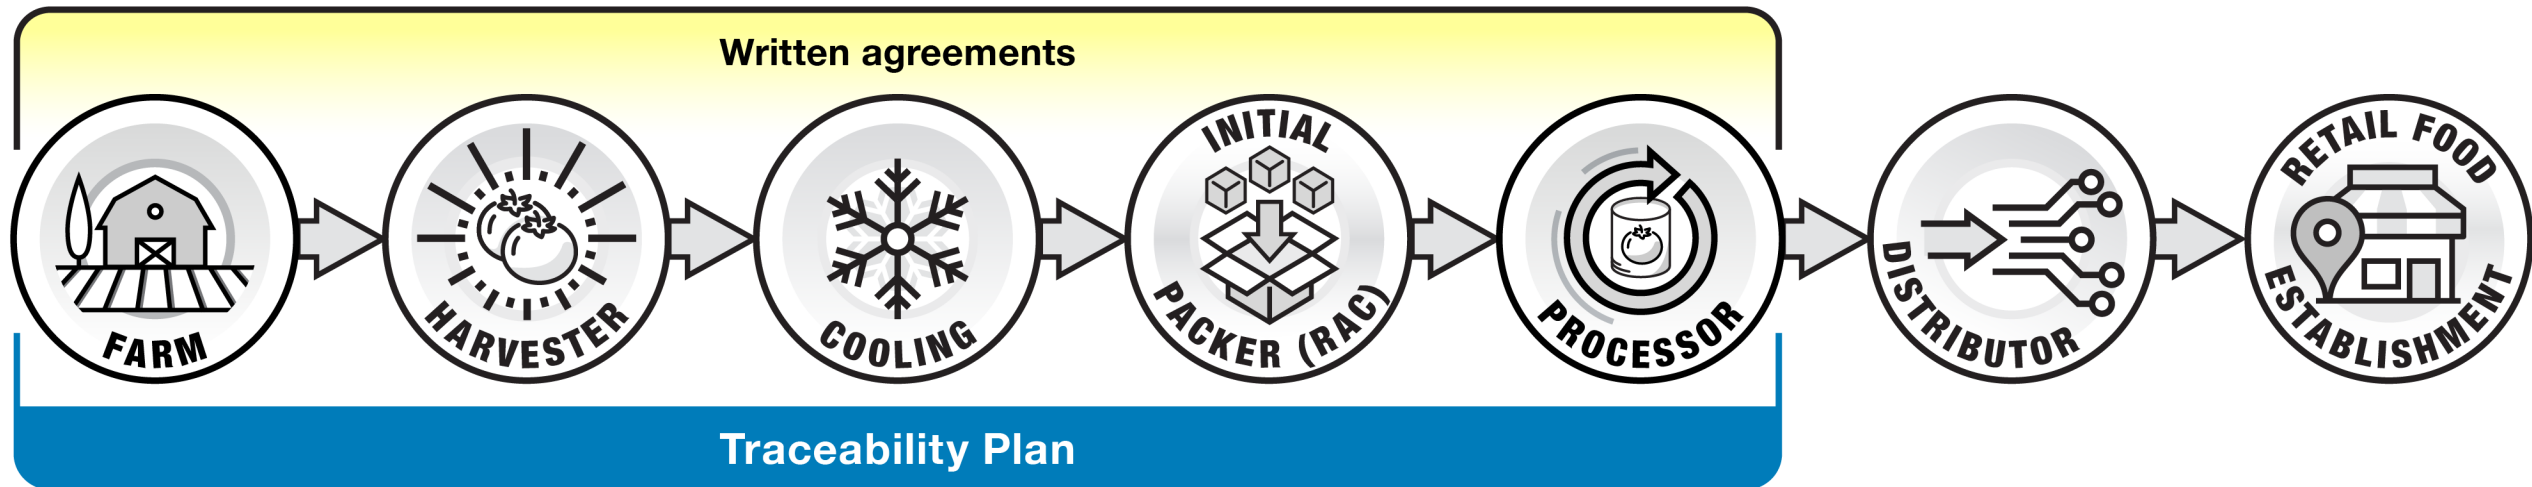 Written agreements
FARM
HARVESTER
COOLING
INITIAL
PACKER (RAC)
PROCESSOR
DISTRIBUTOR
RETAIL FOOD
ESTABLISHMENT
Traceability Plan